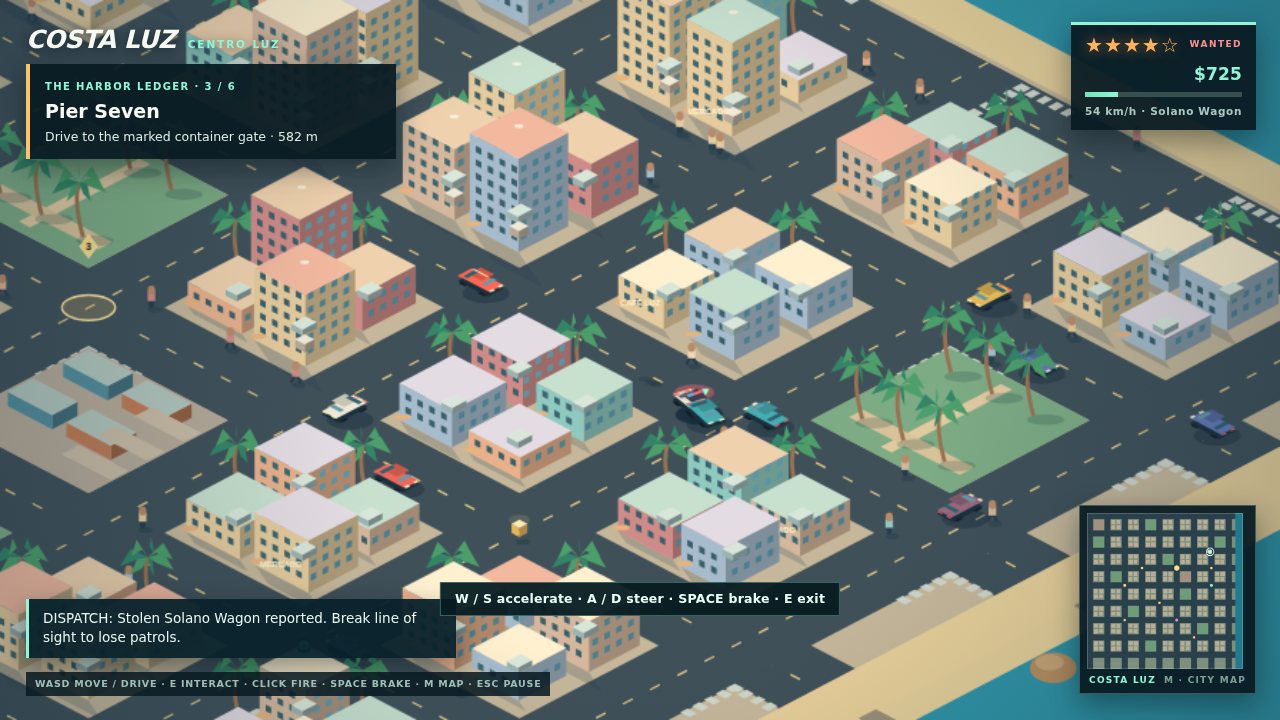 COSTA LUZ CENTRO LUZ
THE HARBOR LEDGER · 3 / 6
Pier Seven
Drive to the marked container gate · 582 m
★★★★☆ WANTED
$725
54 km/h · Solano Wagon
3
W / S accelerate · A / D steer · SPACE brake · E exit
DISPATCH: Stolen Solano Wagon reported. Break line of
sight to lose patrols.
WASD MOVE / DRIVE · E INTERACT · CLICK FIRE · SPACE BRAKE · M MAP · ESC PAUSE
COSTA LUZ M · CITY MAP